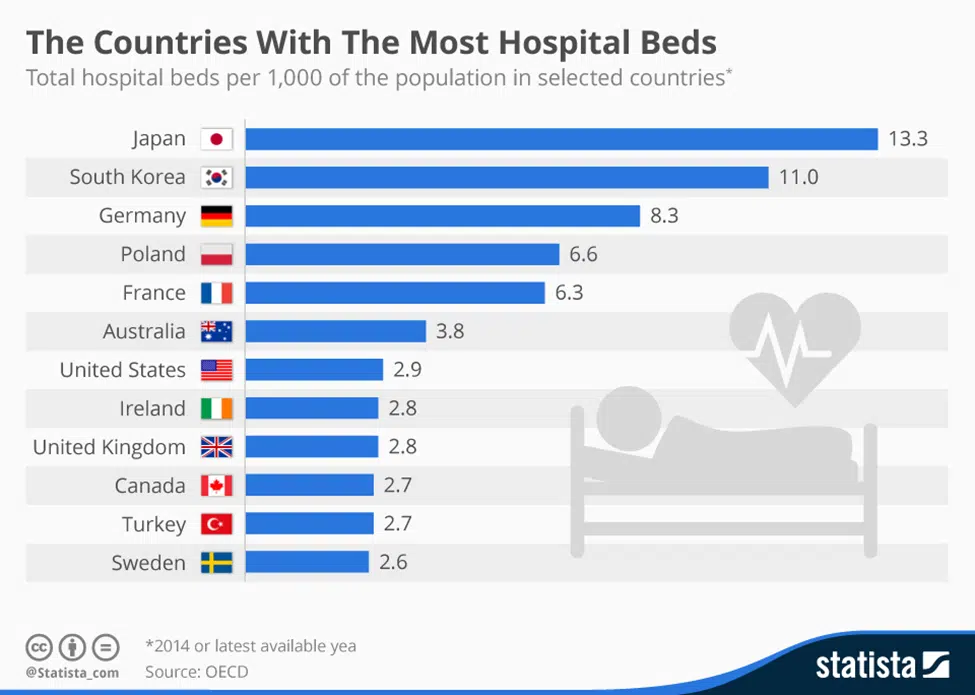 The Countries With The Most Hospital Beds
Total hospital beds per 1,000 of the population in selected countries*
Japan 13.3
South Korea 11.0
Germany 8.3
Poland 6.6
France 6.3
Australia 3.8
United States 2.9
Ireland 2.8
United Kingdom 2.8
Canada 2.7
Turkey 2.7
Sweden 2.6
cc
@Statista_com
*2014 or latest available yea
Source: OECD
statista